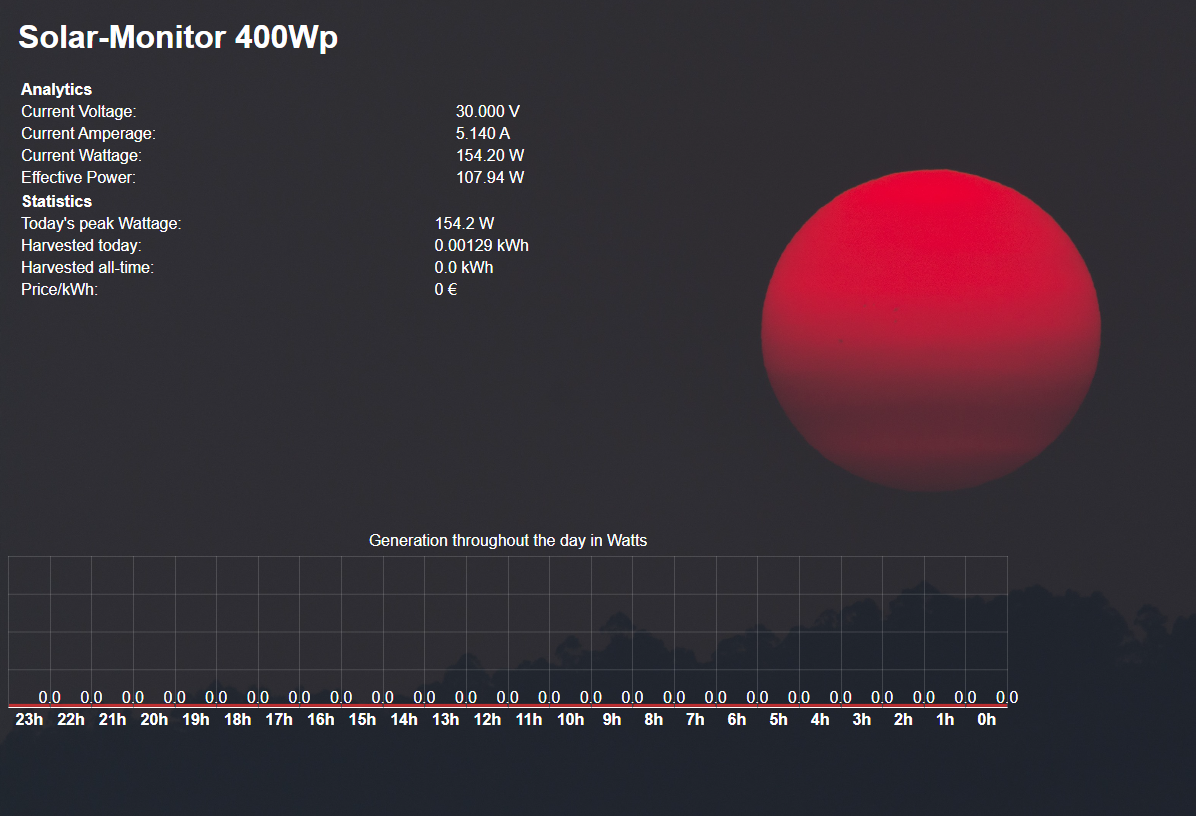 Solar-Monitor 400Wp
Analytics
Current Voltage: 30.000 V
Current Amperage: 5.140 A
Current Wattage: 154.20 W
Effective Power: 107.94 W
Statistics
Today's peak Wattage: 154.2 W
Harvested today: 0.00129 kWh
Harvested all-time: 0.0 kWh
Price/kWh: 0 €
Generation throughout the day in Watts
0.0 0.0 0.0 0.0 0.0 0.0 0.0 0.0 0.0 0.0 0.0 0.0 0.0 0.0 0.0 0.0 0.0 0.0 0.0 0.0 0.0 0.0 0.0 0.0
23h 22h 21h 20h 19h 18h 17h 16h 15h 14h 13h 12h 11h 10h 9h 8h 7h 6h 5h 4h 3h 2h 1h 0h